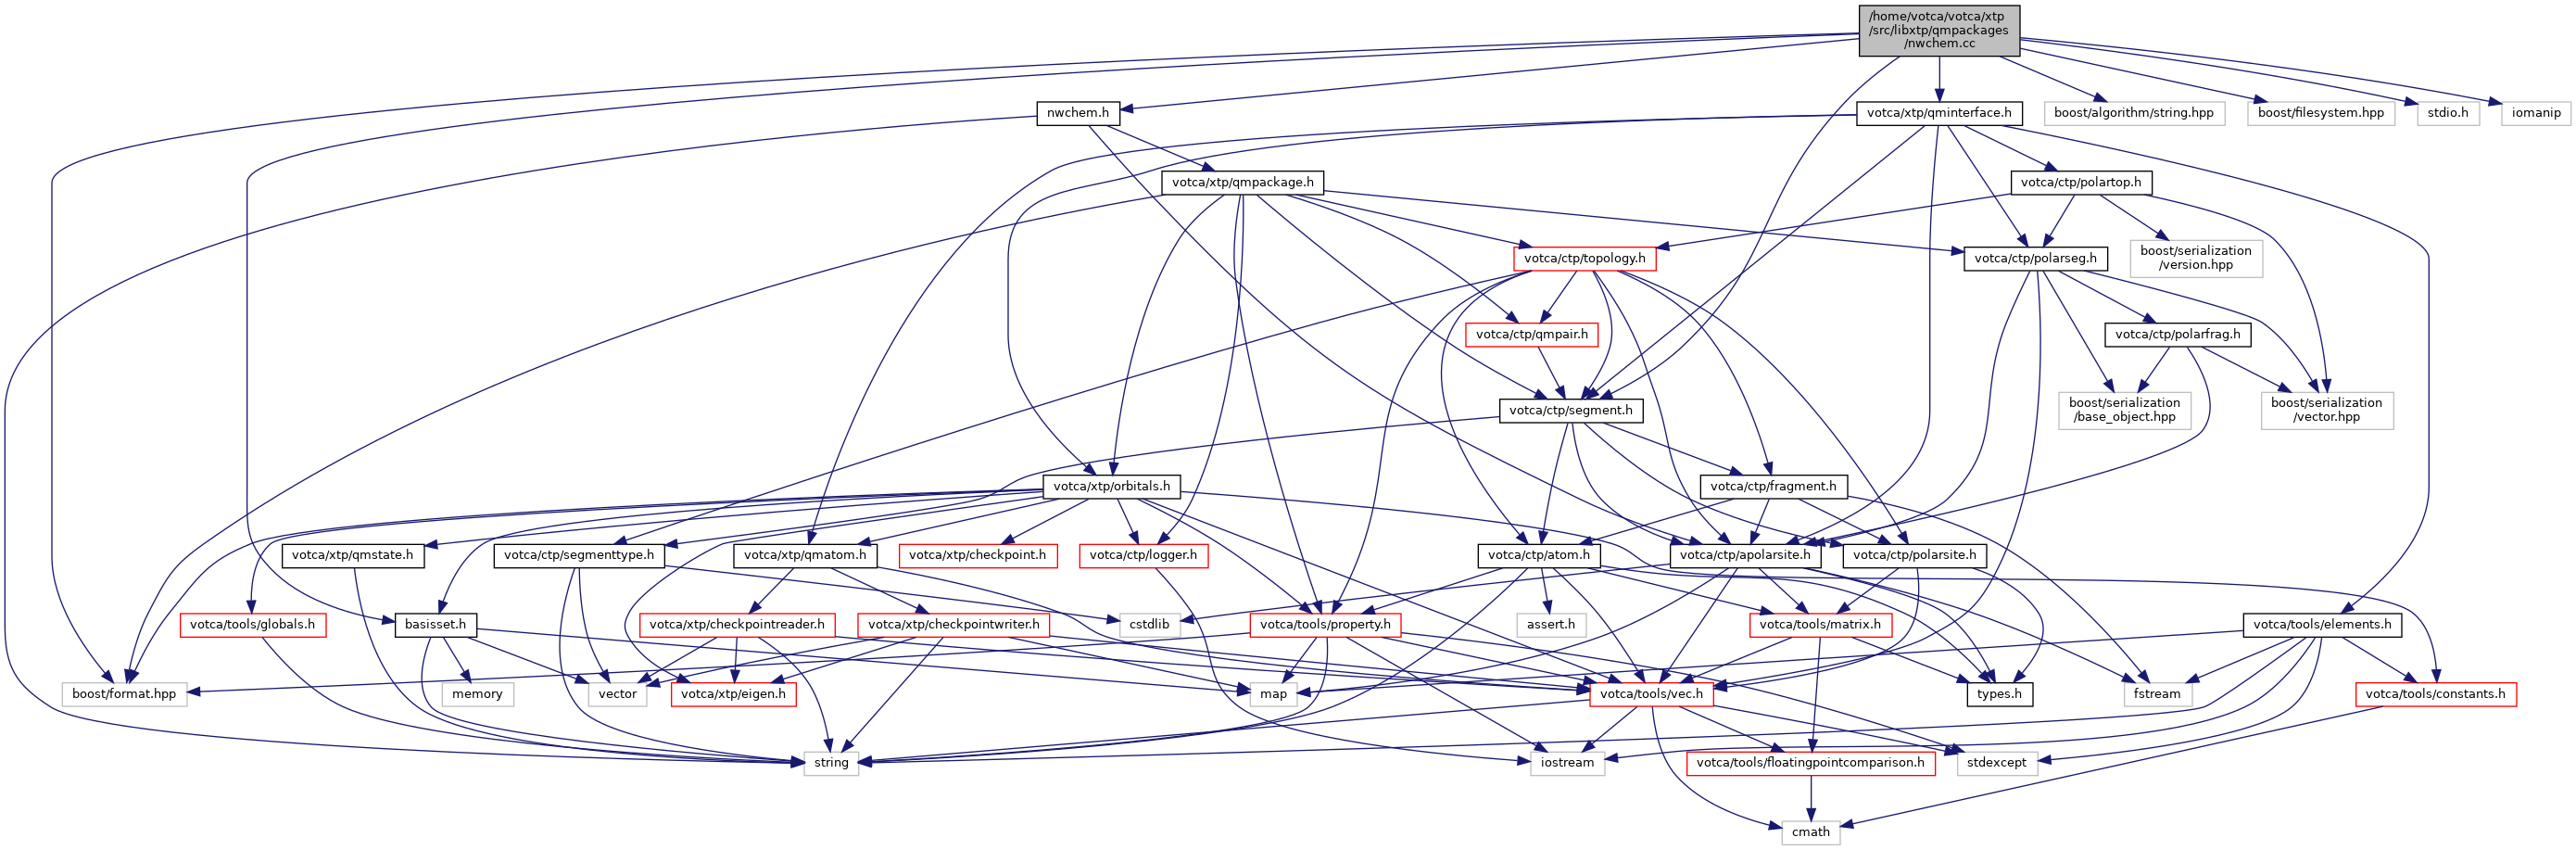 /home/votca/votca/xtp
/src/libxtp/qmpackages
/nwchem.cc
nwchem.h
votca/xtp/qminterface.h
boost/algorithm/string.hpp
boost/filesystem.hpp
stdio.h
iomanip
votca/xtp/qmpackage.h
votca/ctp/polartop.h
votca/ctp/topology.h
votca/ctp/polarseg.h
boost/serialization
/version.hpp
votca/ctp/qmpair.h
votca/ctp/polarfrag.h
votca/ctp/segment.h
boost/serialization
/base_object.hpp
boost/serialization
/vector.hpp
votca/xtp/orbitals.h
votca/ctp/fragment.h
votca/xtp/qmstate.h
votca/ctp/segmenttype.h
votca/xtp/qmatom.h
votca/xtp/checkpoint.h
votca/ctp/logger.h
votca/ctp/atom.h
votca/ctp/apolarsite.h
votca/ctp/polarsite.h
votca/tools/globals.h
basisset.h
votca/xtp/checkpointreader.h
votca/xtp/checkpointwriter.h
cstdlib
votca/tools/property.h
assert.h
votca/tools/matrix.h
votca/tools/elements.h
boost/format.hpp
memory
vector
votca/xtp/eigen.h
map
votca/tools/vec.h
types.h
fstream
votca/tools/constants.h
string
iostream
votca/tools/floatingpointcomparison.h
stdexcept
cmath